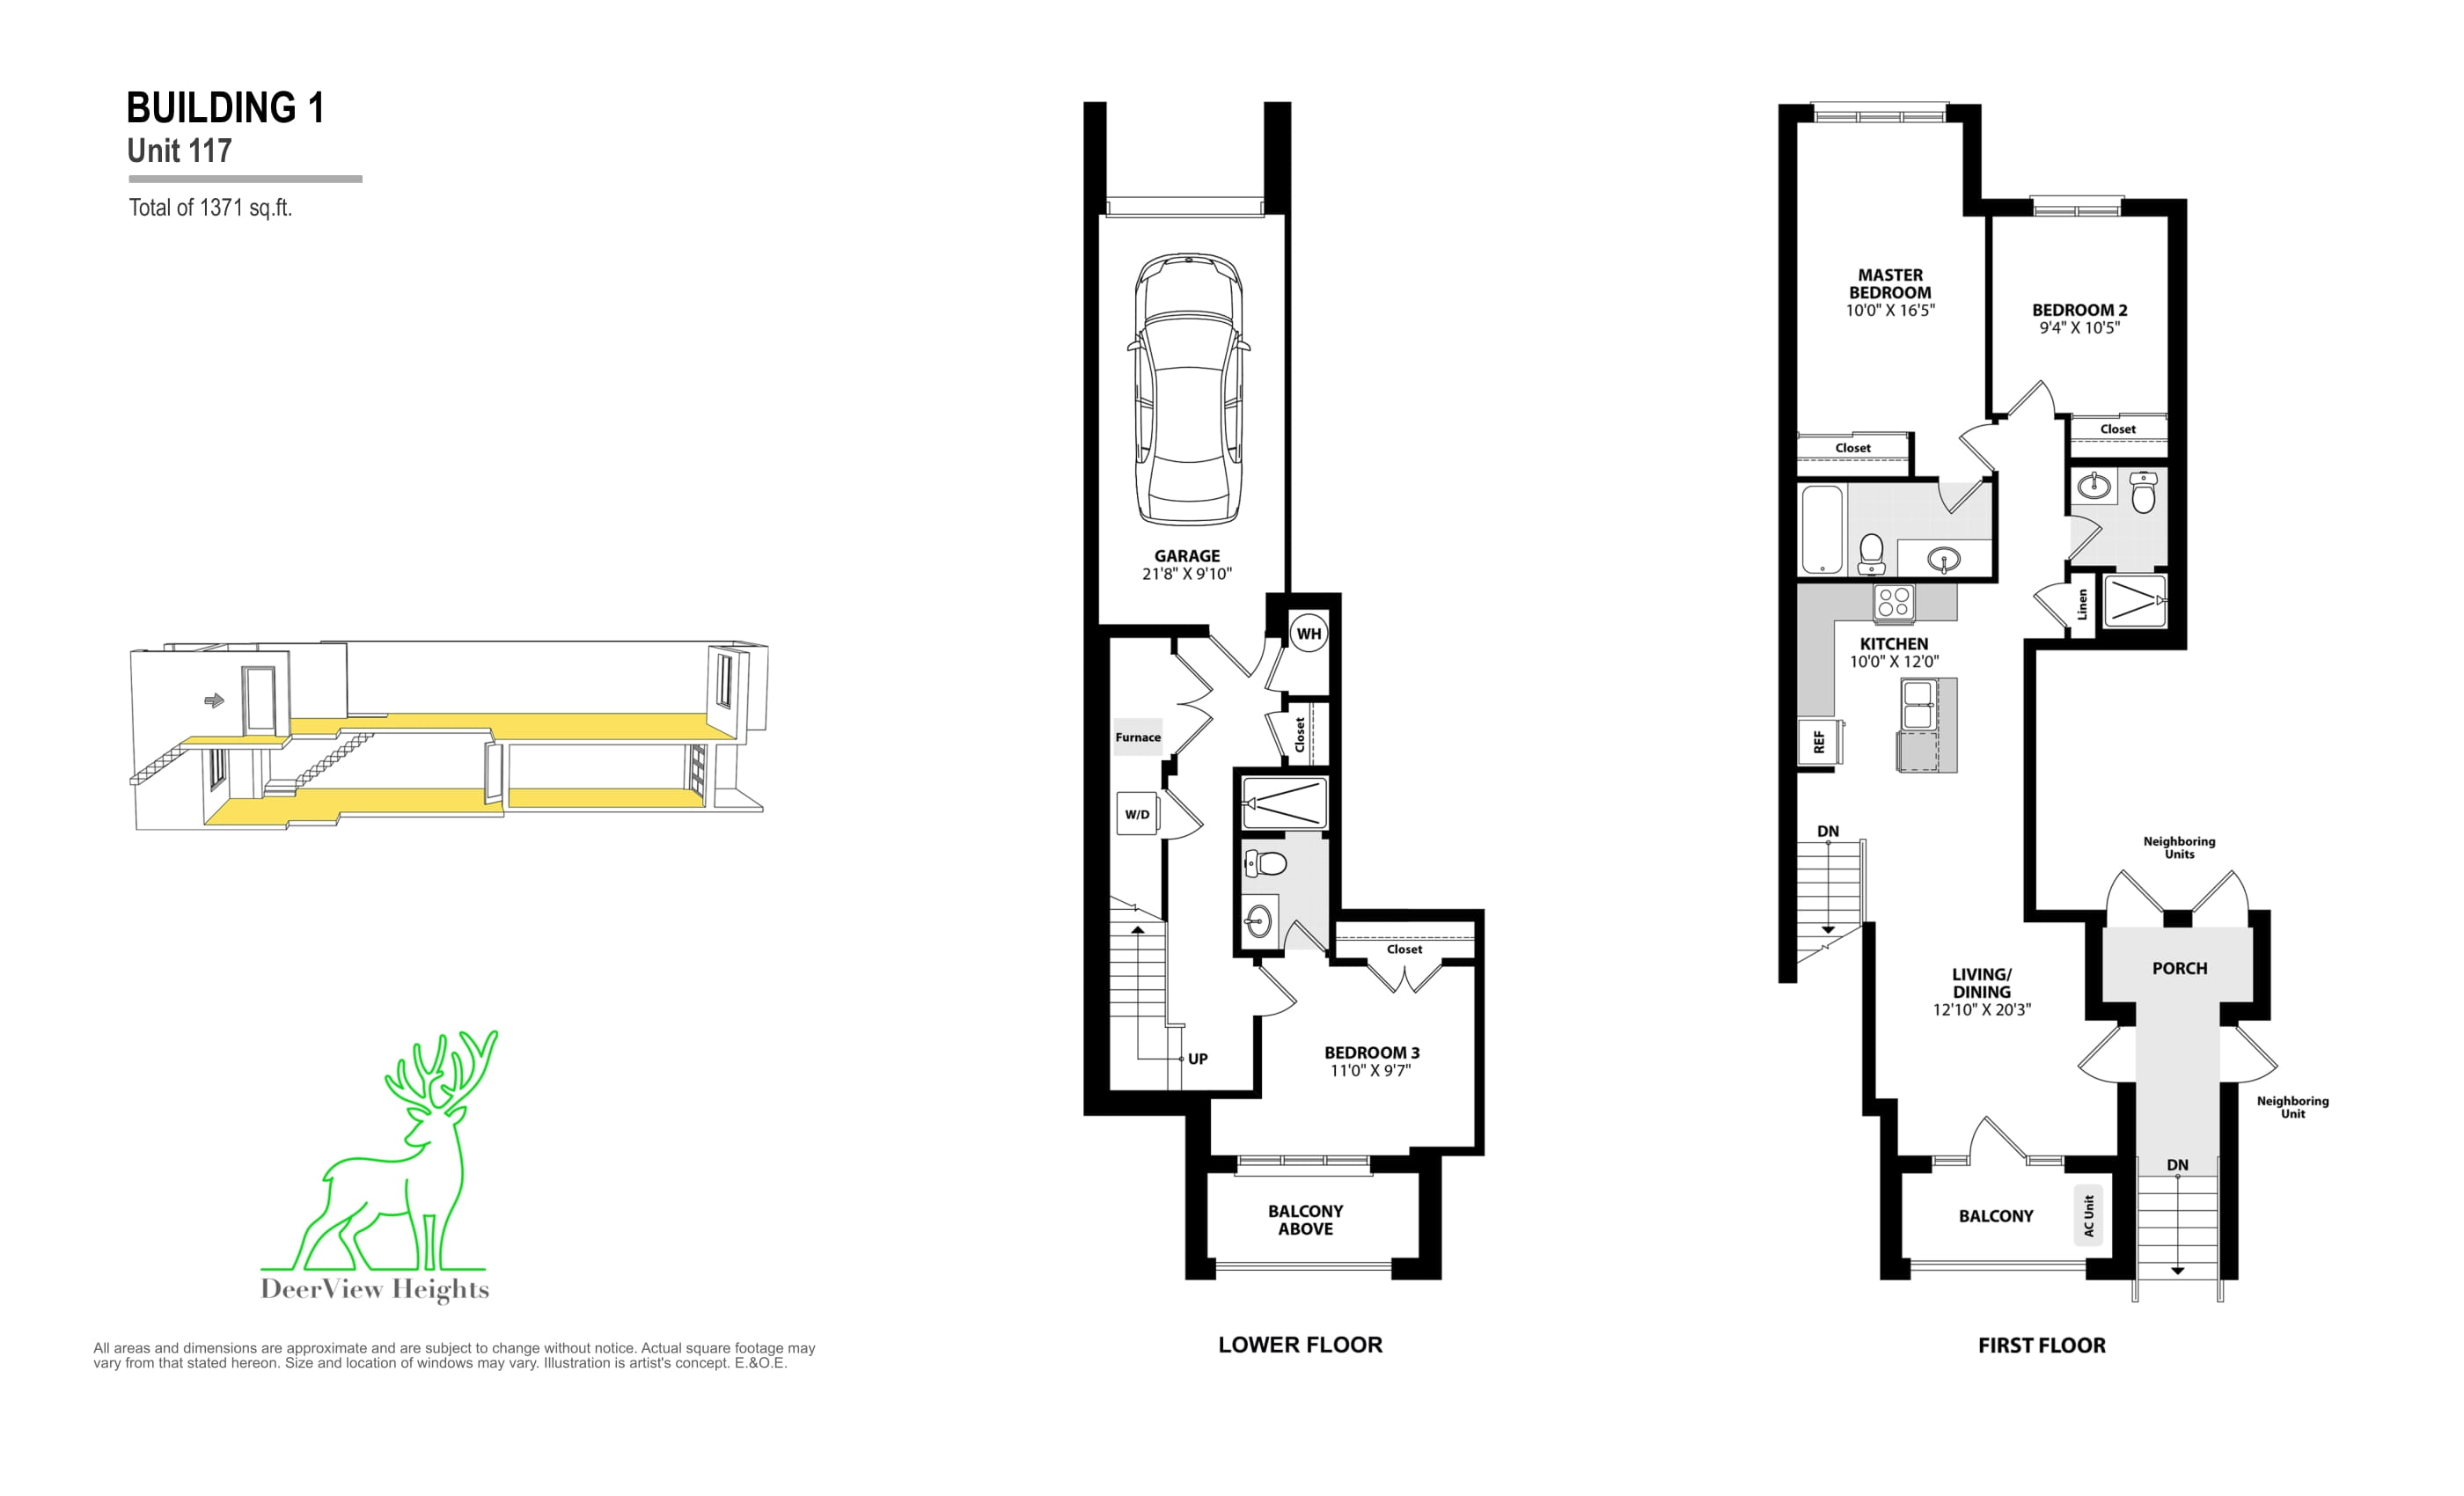 BUILDING 1
Unit 117
Total of 1371 sq.ft.
DeerView Heights
All areas and dimensions are approximate and are subject to change without notice. Actual square footage may
vary from that stated hereon. Size and location of windows may vary. Illustration is artist's concept. E.&O.E.
GARAGE
21'8" X 9'10"
WH
Furnace
Closet
W/D
Closet
UP
BEDROOM 3
11'0" X 9'7"
BALCONY
ABOVE
LOWER FLOOR
MASTER
BEDROOM
10'0" X 16'5"
BEDROOM 2
9'4" X 10'5"
Closet
Closet
Linen
KITCHEN
10'0" X 12'0"
REF
DN
Neighboring
Units
PORCH
LIVING/
DINING
12'10" X 20'3"
Neighboring
Unit
DN
BALCONY
AC Unit
FIRST FLOOR